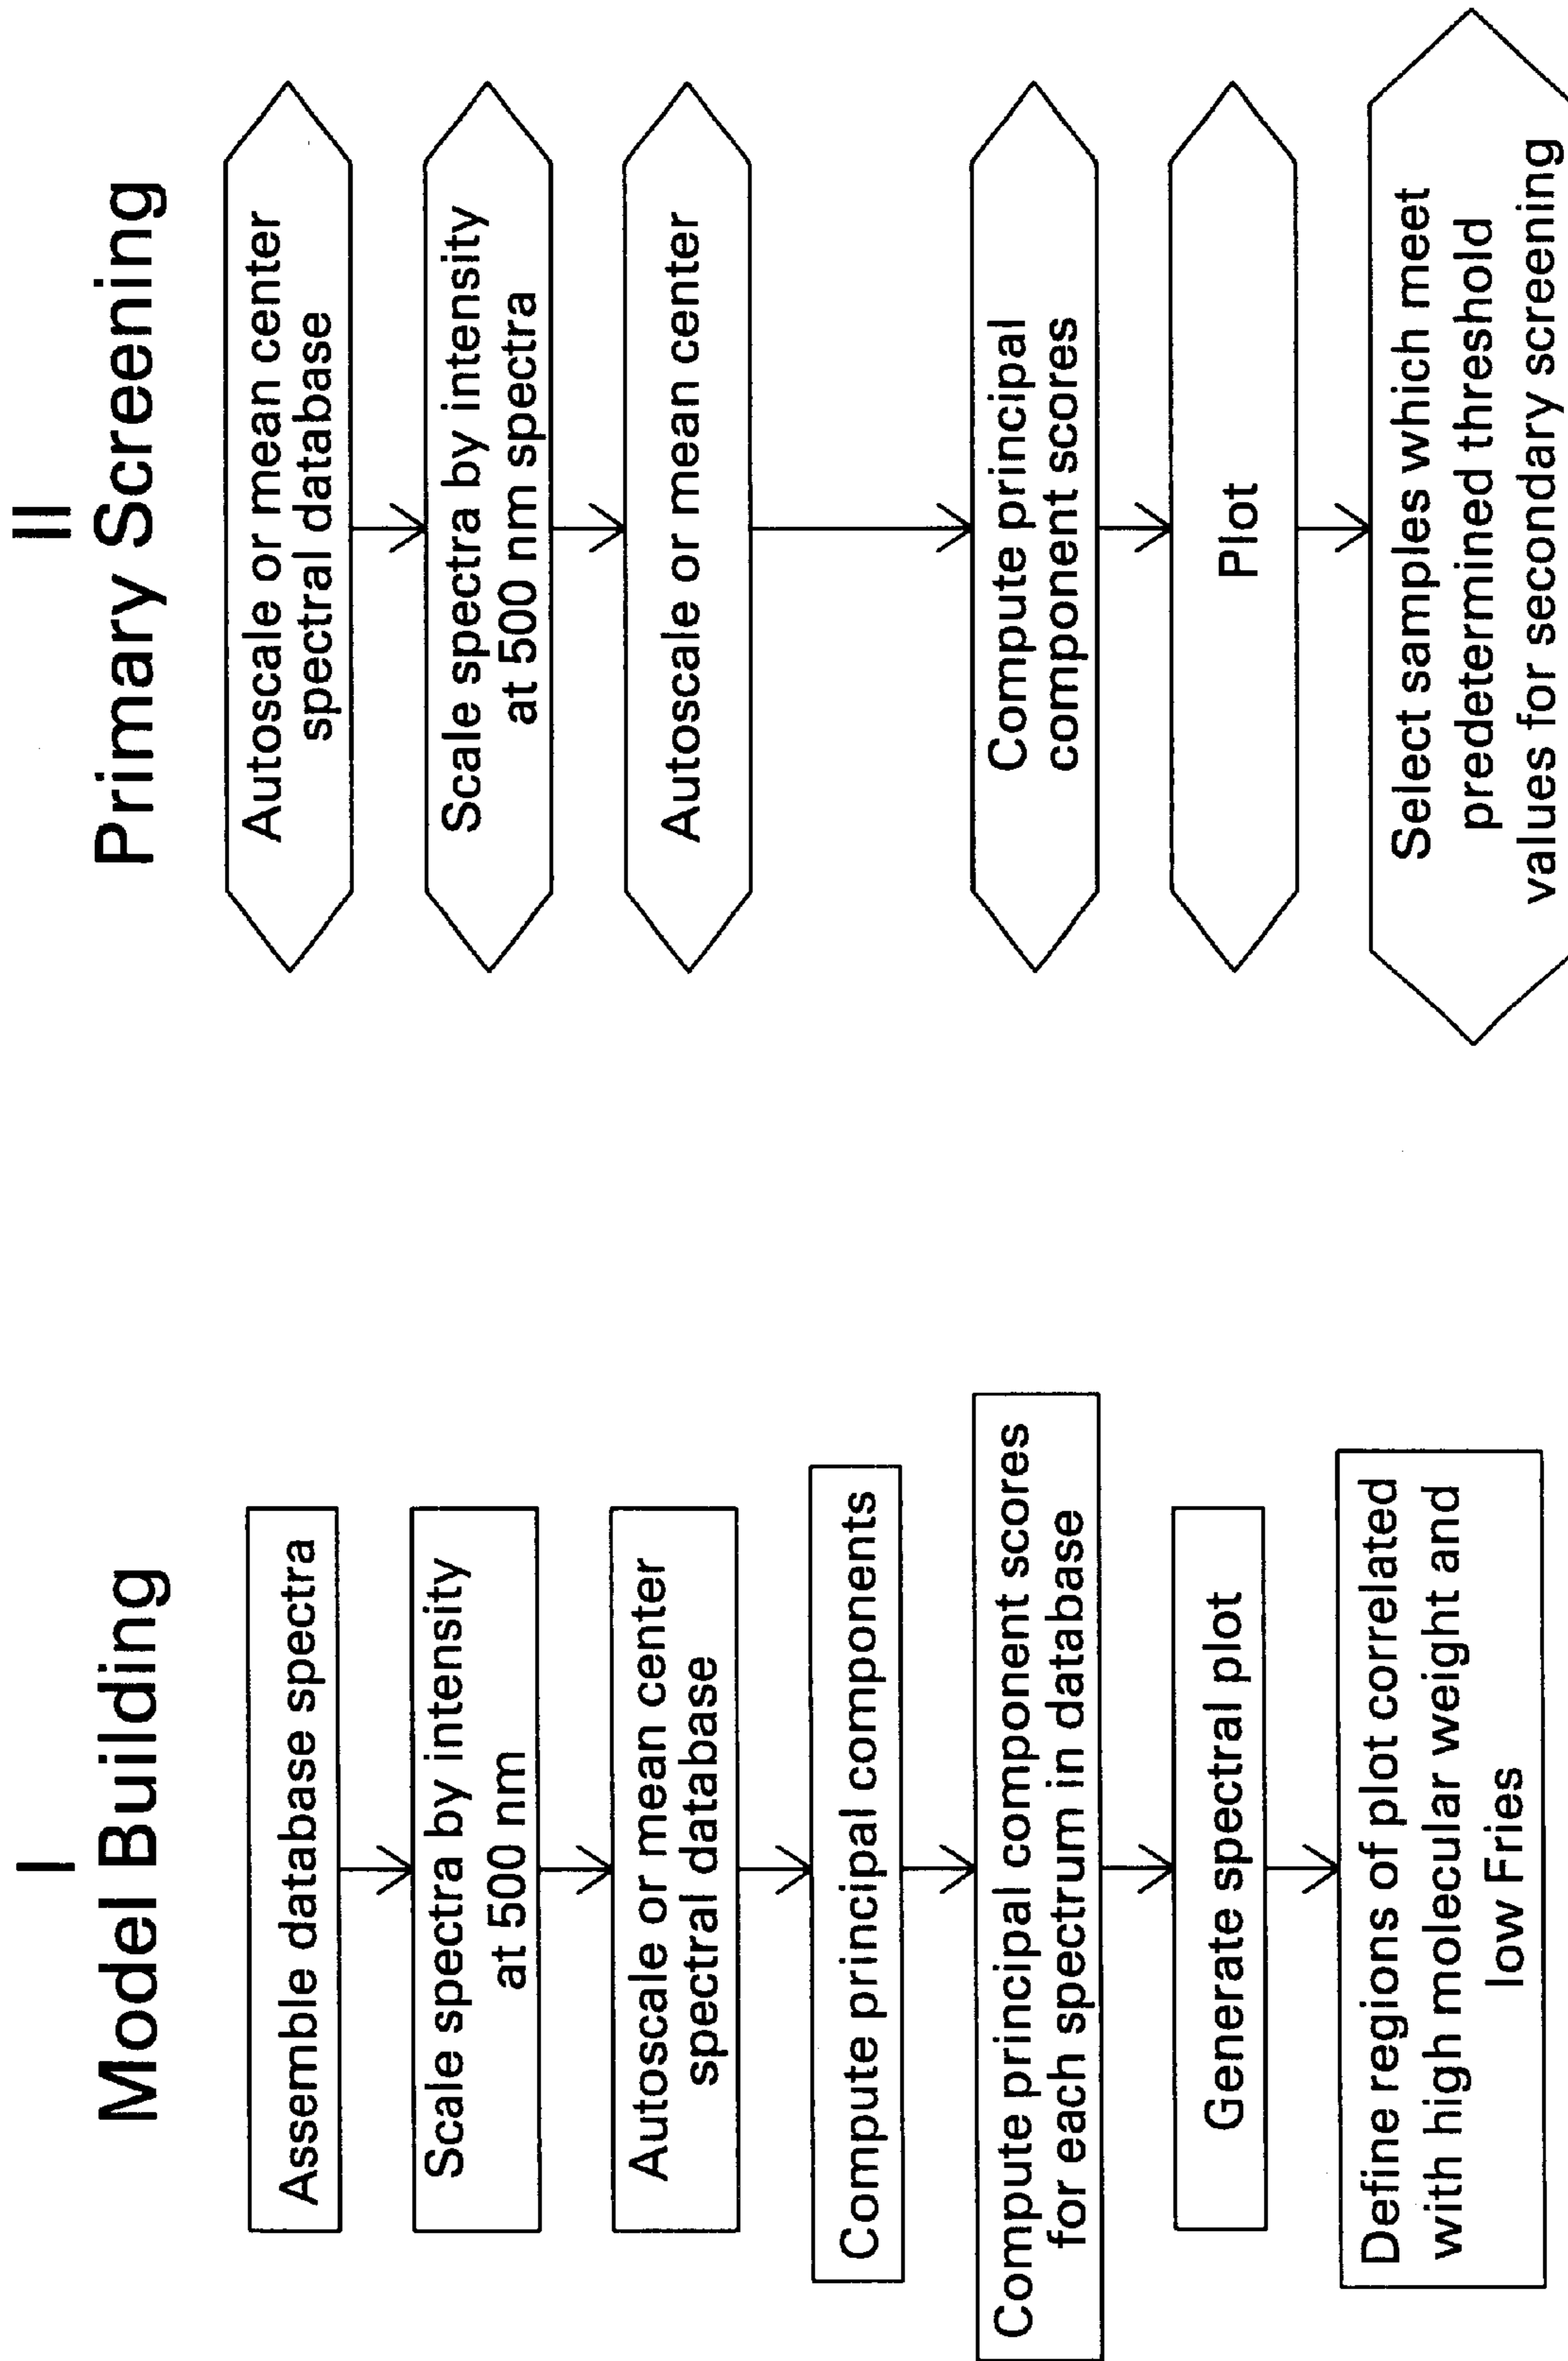 I
Model Building
Assemble database spectra
Scale spectra by intensity
at 500 nm
Autoscale or mean center
spectral database
Compute principal components
Compute principal component scores
for each spectrum in database
Generate spectral plot
Define regions of plot correlated
with high molecular weight and
low Fries
II
Primary Screening
Autoscale or mean center
spectral database
Scale spectra by intensity
at 500 nm spectra
Autoscale or mean center
Compute principal
component scores
Plot
Select samples which meet
predetermined threshold
values for secondary screening